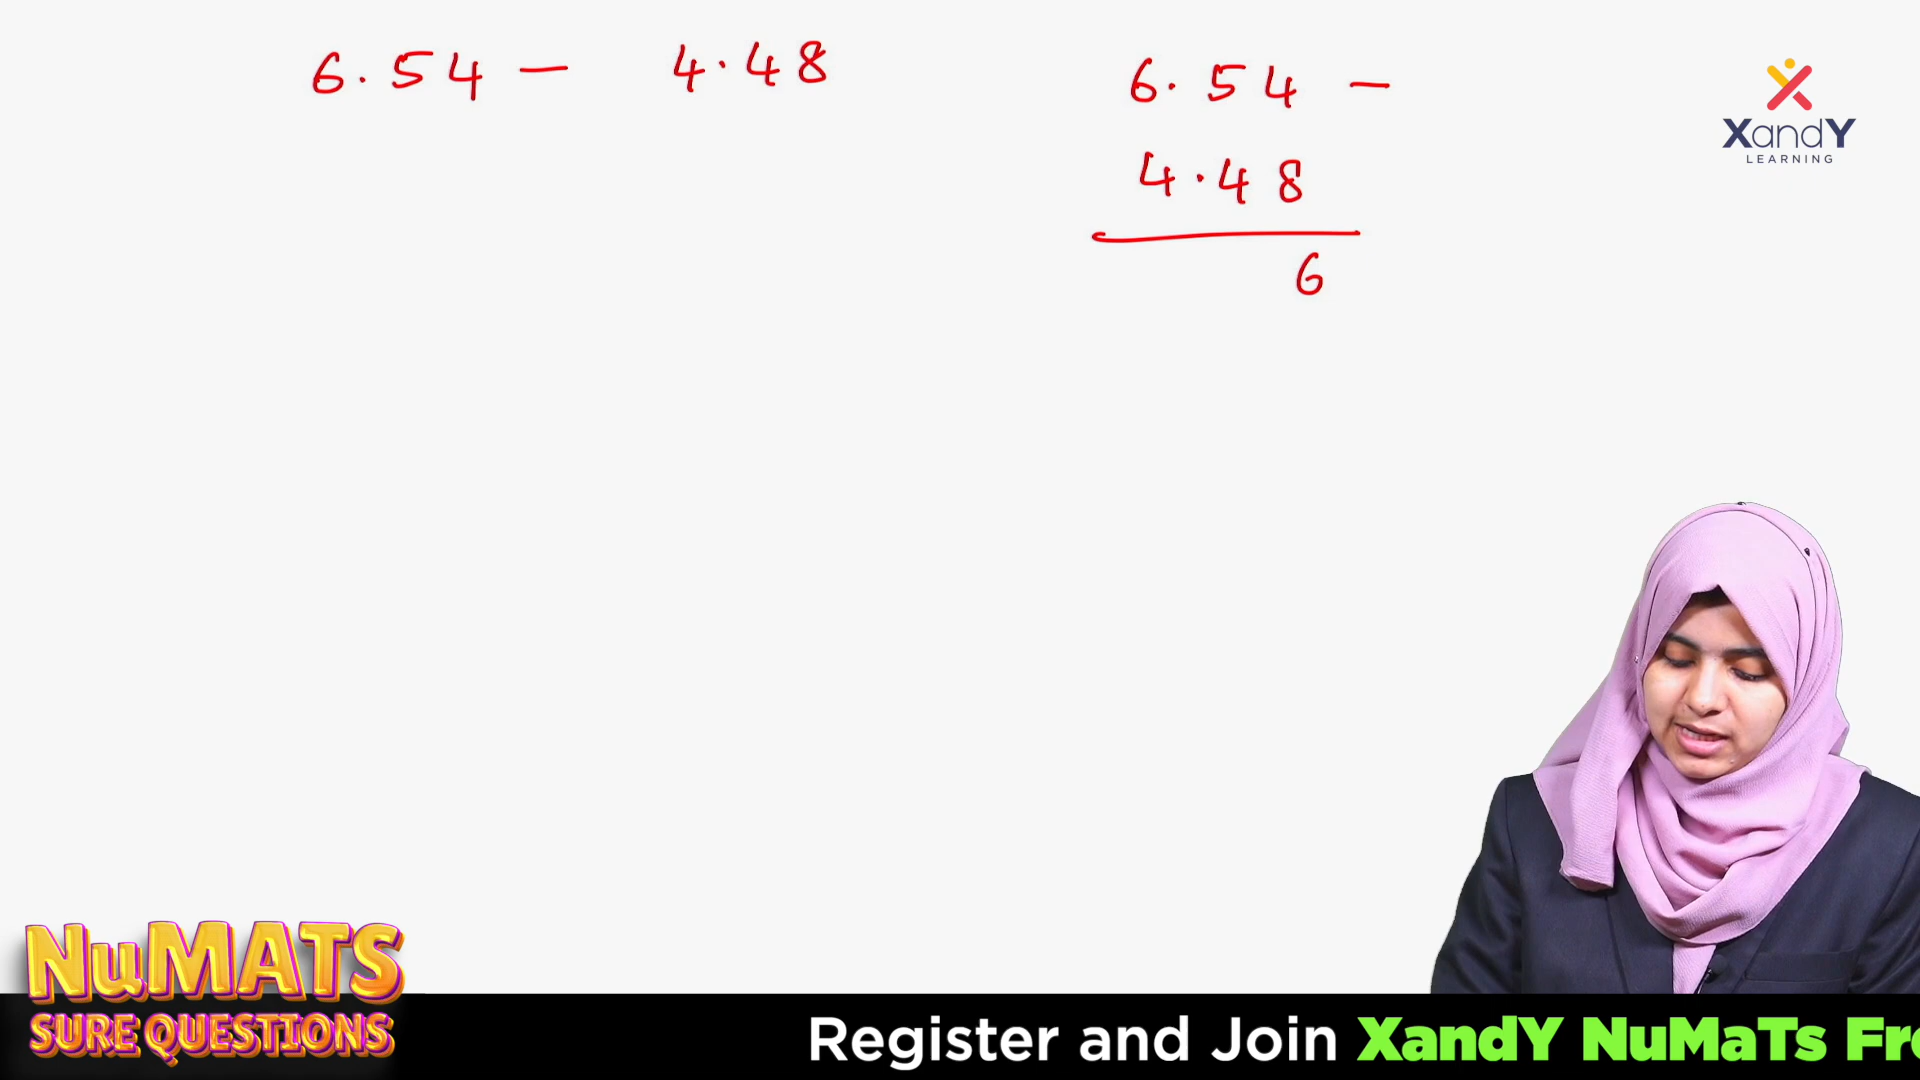 6.54 - 4.48
6.54 -
4.48
6
XandY
LEARNING
NuMATS
SURE QUESTIONS
Register and Join XandY NuMaTs Fre